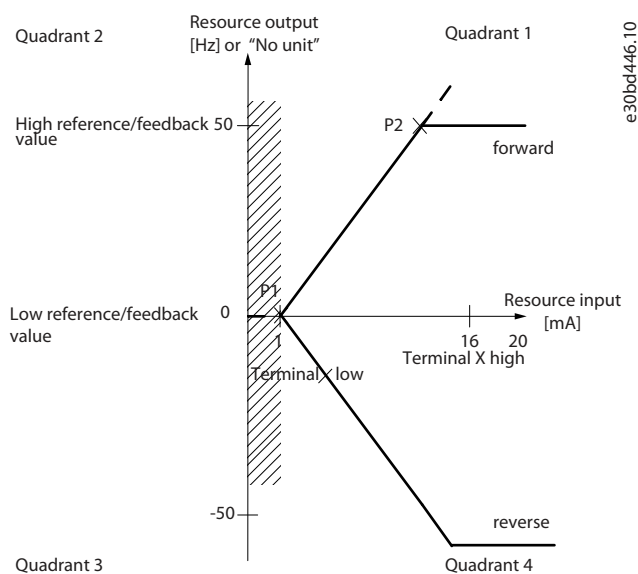 Quadrant 2
Resource output
[Hz] or “No unit”
Quadrant 1
e30bd446.10
High reference/feedback
value
50
P2
forward
P1
Low reference/feedback
value
0
Resource input
[mA]
1
16
20
Terminal X high
Terminal X low
-50
reverse
Quadrant 3
Quadrant 4